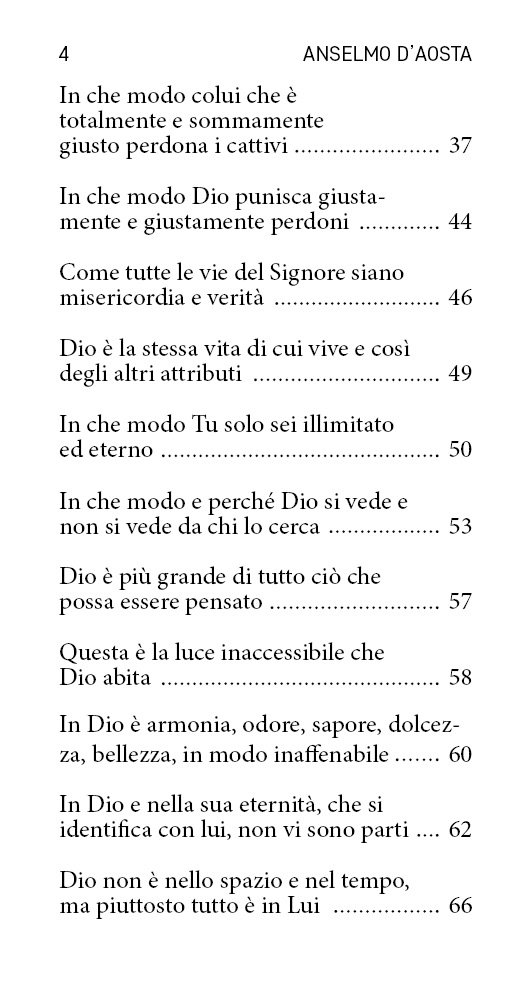 4 ANSELMO D'AOSTA
In che modo colui che è
totalmente e sommamente
giusto perdona i cattivi ........................ 37
In che modo Dio punisca giusta-
mente e giustamente perdoni ............. 44
Come tutte le vie del Signore siano
misericordia e verità ........................... 46
Dio è la stessa vita di cui vive e così
degli altri attributi ............................... 49
In che modo Tu solo sei illimitato
ed eterno .............................................. 50
In che modo e perché Dio si vede e
non si vede da chi lo cerca .................. 53
Dio è più grande di tutto ciò che
possa essere pensato ............................ 57
Questa è la luce inaccessibile che
Dio abita .............................................. 58
In Dio è armonia, odore, sapore, dolcez-
za, bellezza, in modo inaffenabile ....... 60
In Dio e nella sua eternità, che si
identifica con lui, non vi sono parti .... 62
Dio non è nello spazio e nel tempo,
ma piuttosto tutto è in Lui ................. 66